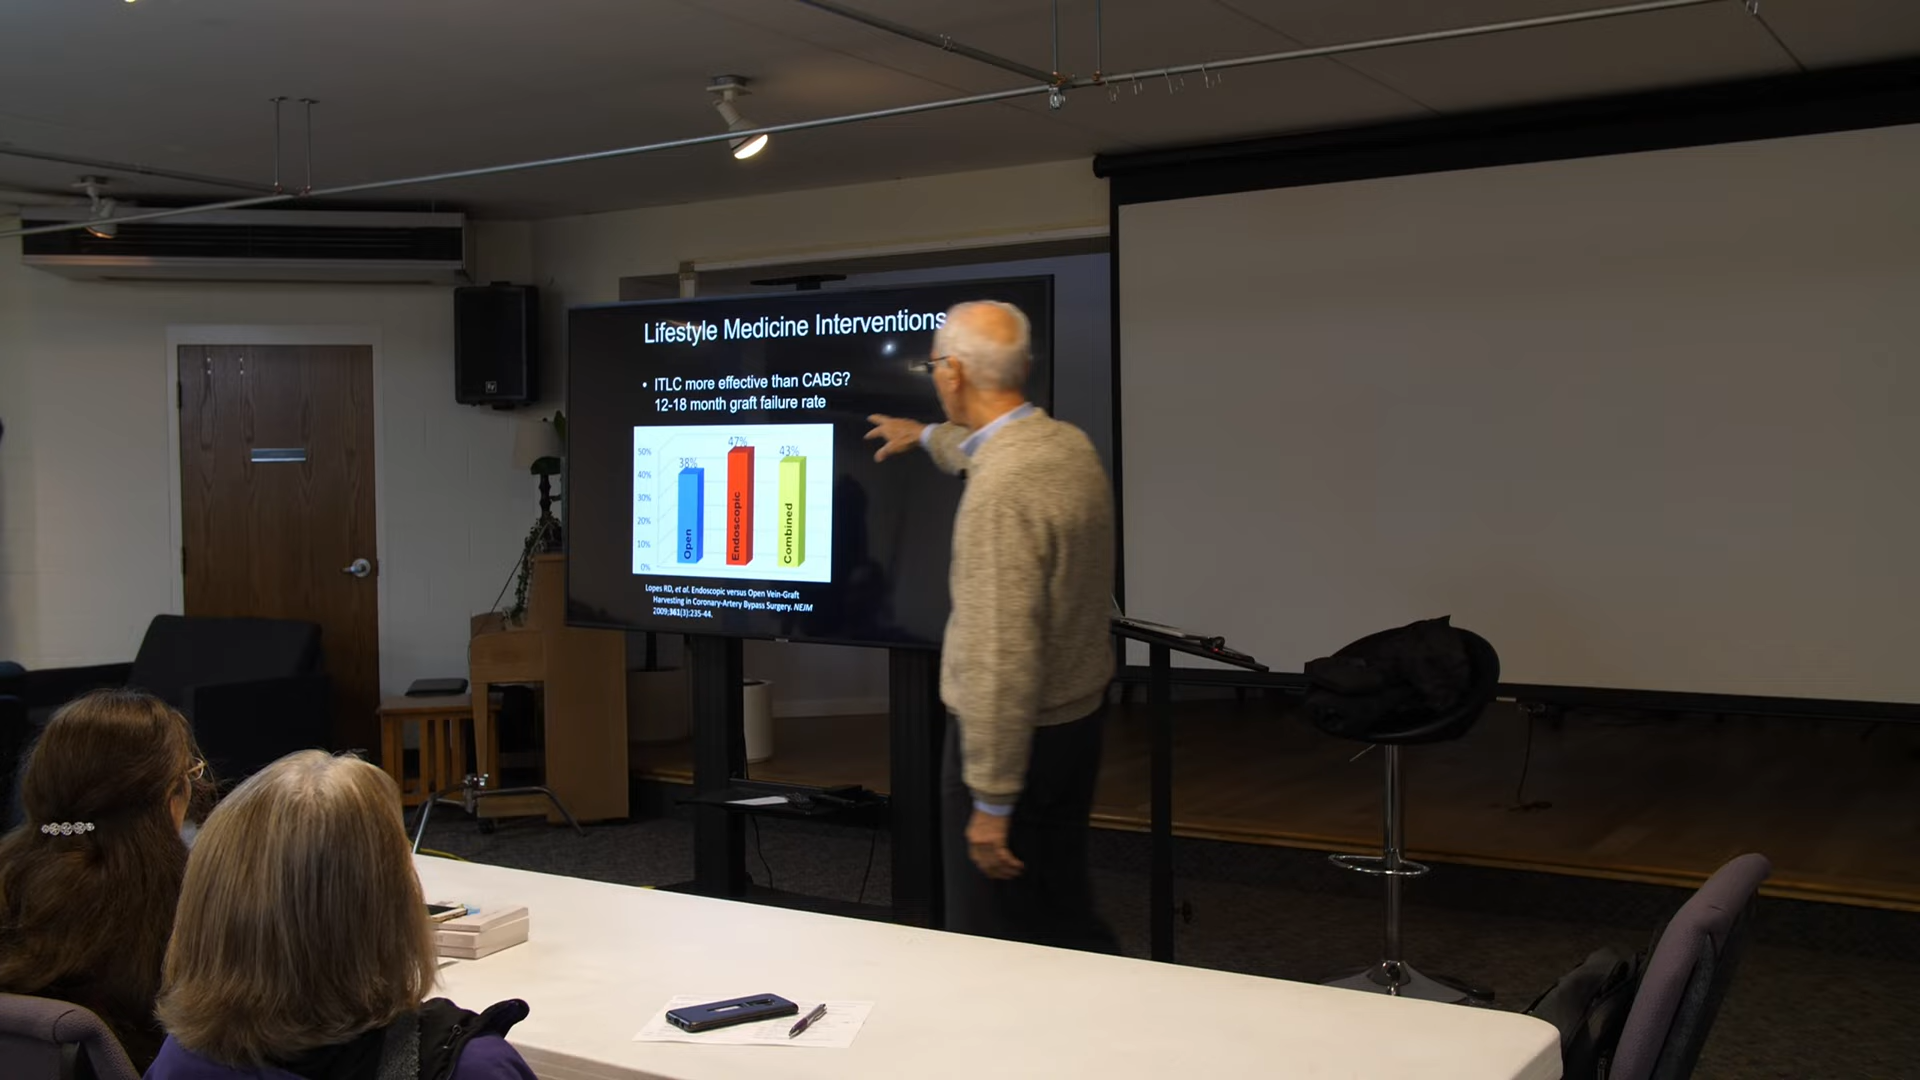 Lifestyle Medicine Interventions
• ITLC more effective than CABG?
12-18 month graft failure rate
50%
40%
30%
20%
10%
0%
38%
47%
43%
Open
Endoscopic
Combined
Lopes RD, et al. Endoscopic versus Open Vein-Graft
Harvesting in Coronary-Artery Bypass Surgery. NEJM
2009;361(3):235-44.